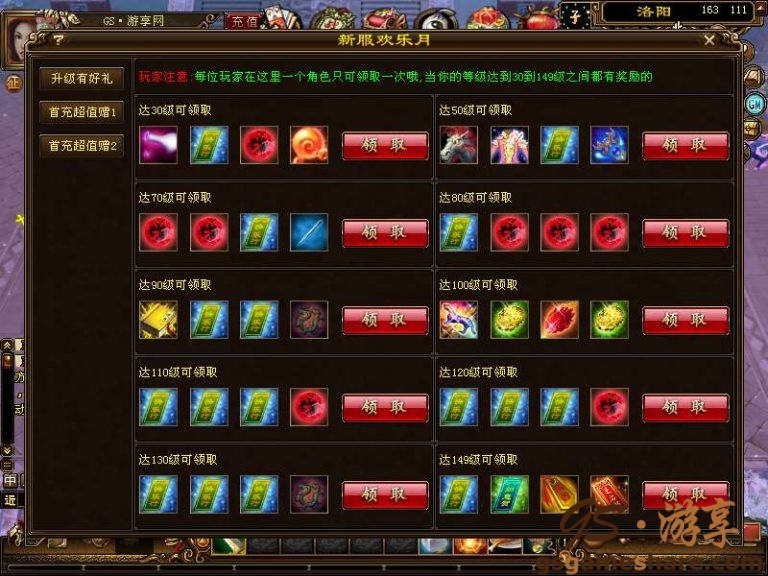 GS·游享网
充值
子
洛阳
163 111
?
新服欢乐月
GM
征
升级有好礼
首充超值赠1
首充超值赠2
玩家注意:每位玩家在这里一个角色只可领取一次哦,当你的等级达到30到149级之间都有奖励的
达30级可领取
领取
达50级可领取
领取
达70级可领取
领取
达80级可领取
领取
达90级可领取
领取
达100级可领取
领取
达110级可领取
领取
达120级可领取
领取
达130级可领取
领取
达149级可领取
领取
近
GS·游享
gsgameshare.com